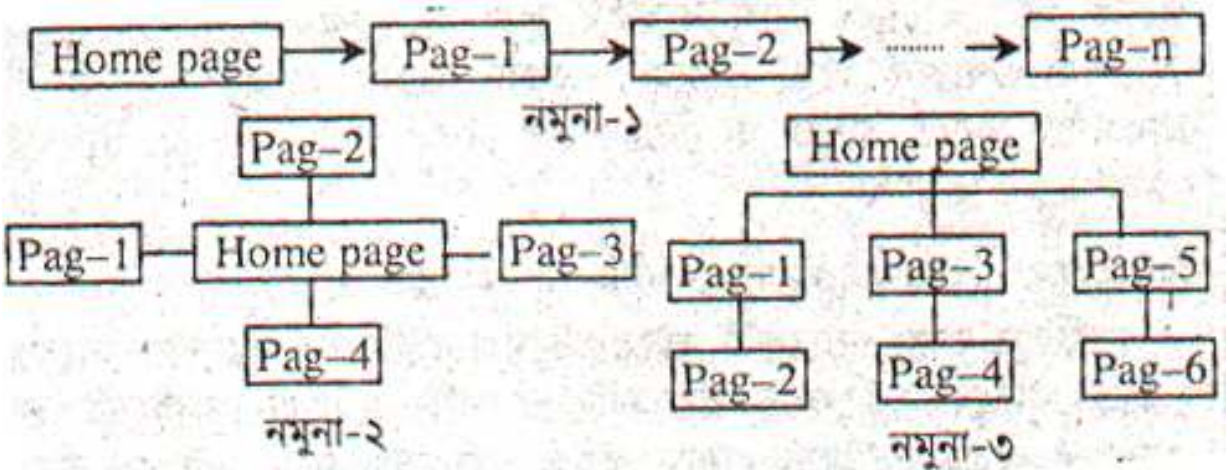 Home page Pag–1 Pag–2 ........ Pag–n
নমুনা-১
Pag–2
Pag–1 Home page Pag–3
Pag–4
নমুনা-২
Home page
Pag–1 Pag–3 Pag–5
Pag–2 Pag–4 Pag–6
নমুনা-৩